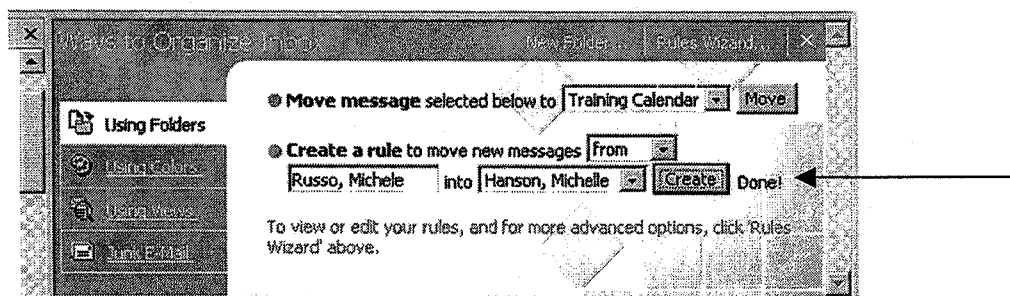 Ways to Organize Inbox New Folder... Rules Wizard...
Move message selected below to Training Calendar Move
Using Folders
Create a rule to move new messages from
Using Colors
Russo, Michele into Hanson, Michelle Create Done!
Using Views
To view or edit your rules, and for more advanced options, click 'Rules
Wizard' above.
Junk E-Mail